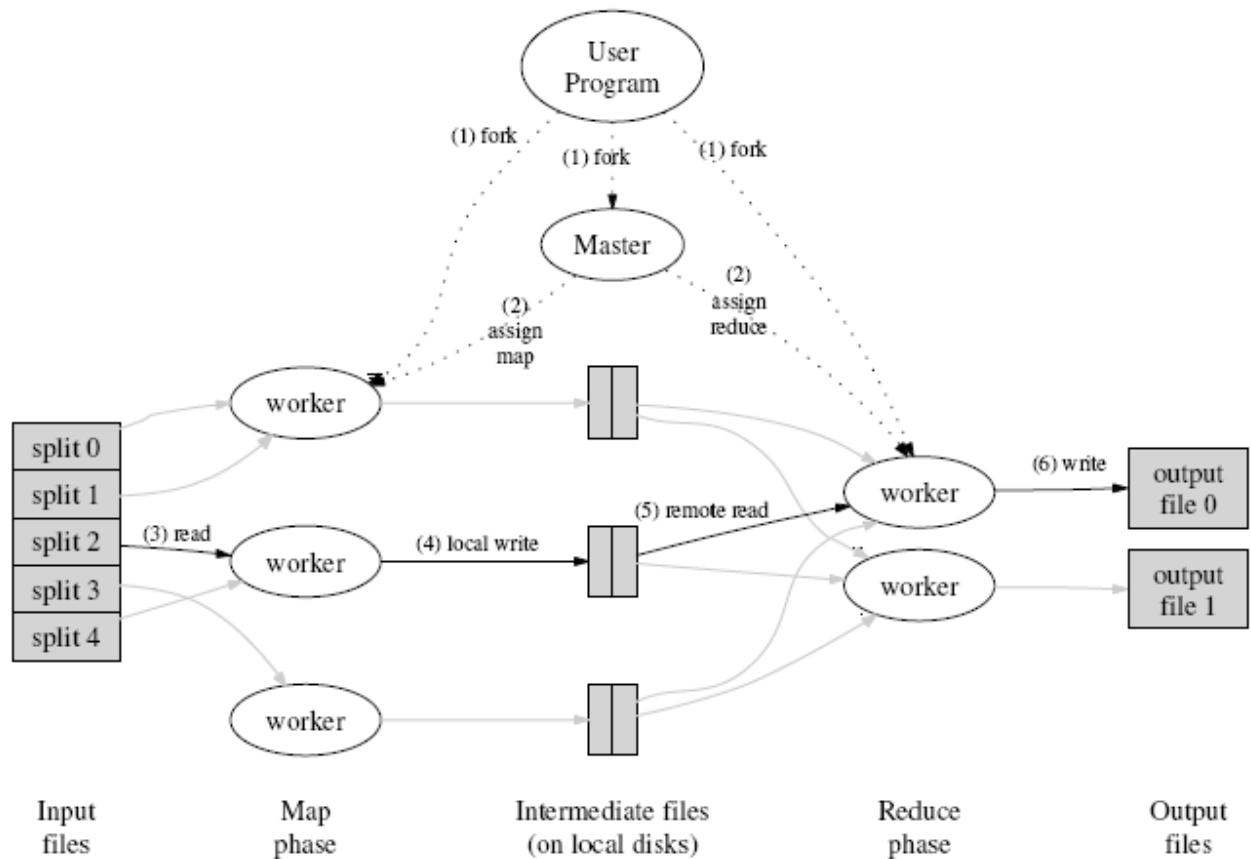 User
Program
(1) fork
(1) fork
(1) fork
Master
(2)
assign
map
(2)
assign
reduce
worker
split 0
split 1
split 2
split 3
split 4
(3) read
worker
(4) local write
(5) remote read
worker
(6) write
output
file 0
worker
output
file 1
worker
Input
files
Map
phase
Intermediate files
(on local disks)
Reduce
phase
Output
files